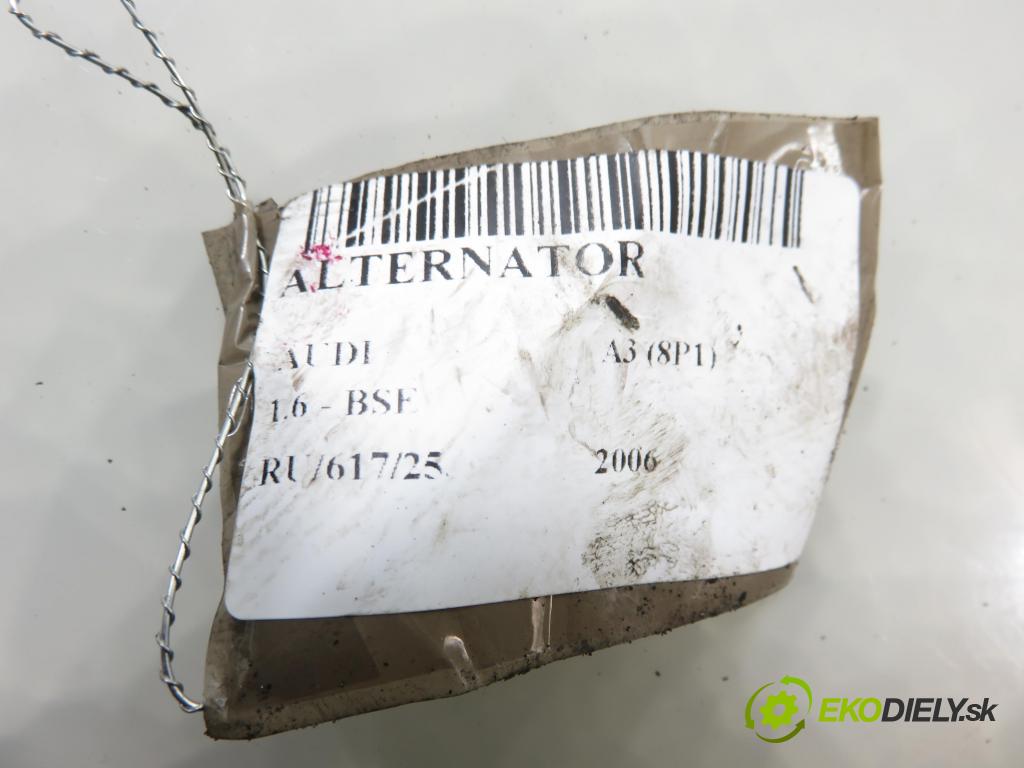 ALTERNATOR
AUDI A3 (8P1)
1.6 - BSE
RU/617/25 2006
EKODIELY.sk